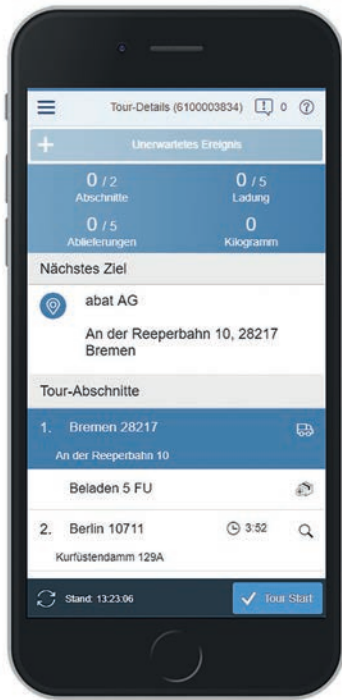 Tour-Details (6100003834) 0
Unerwartetes Ereignis
0 / 2 0 / 5
Abschnitte Ladung
0 / 5 0
Ablieferungen Kilogramm
Nächstes Ziel
abat AG
An der Reeperbahn 10, 28217
Bremen
Tour-Abschnitte
1. Bremen 28217
An der Reeperbahn 10
Beladen 5 FU
2. Berlin 10711 3:52
Kurfüstendamm 129A
Stand: 13:23:06 Tour Start